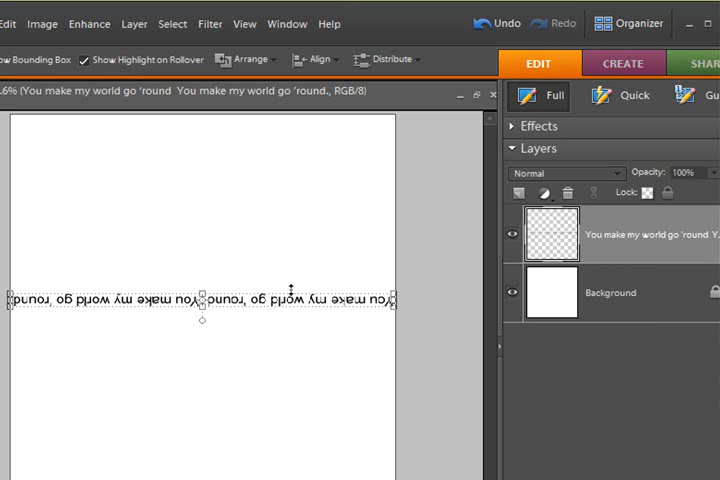 Edit Image Enhance Layer Select Filter View Window Help Undo Redo Organizer
ow Bounding Box Show Highlight on Rollover Arrange Align Distribute EDIT CREATE SHAR
.6% (You make my world go 'round You make my world go 'round., RGB/8) Full Quick Gu
Effects
Layers
Normal Opacity: 100%
Lock:
You make my world go 'round Y...
Background
You make my world go 'round You make my world go 'round